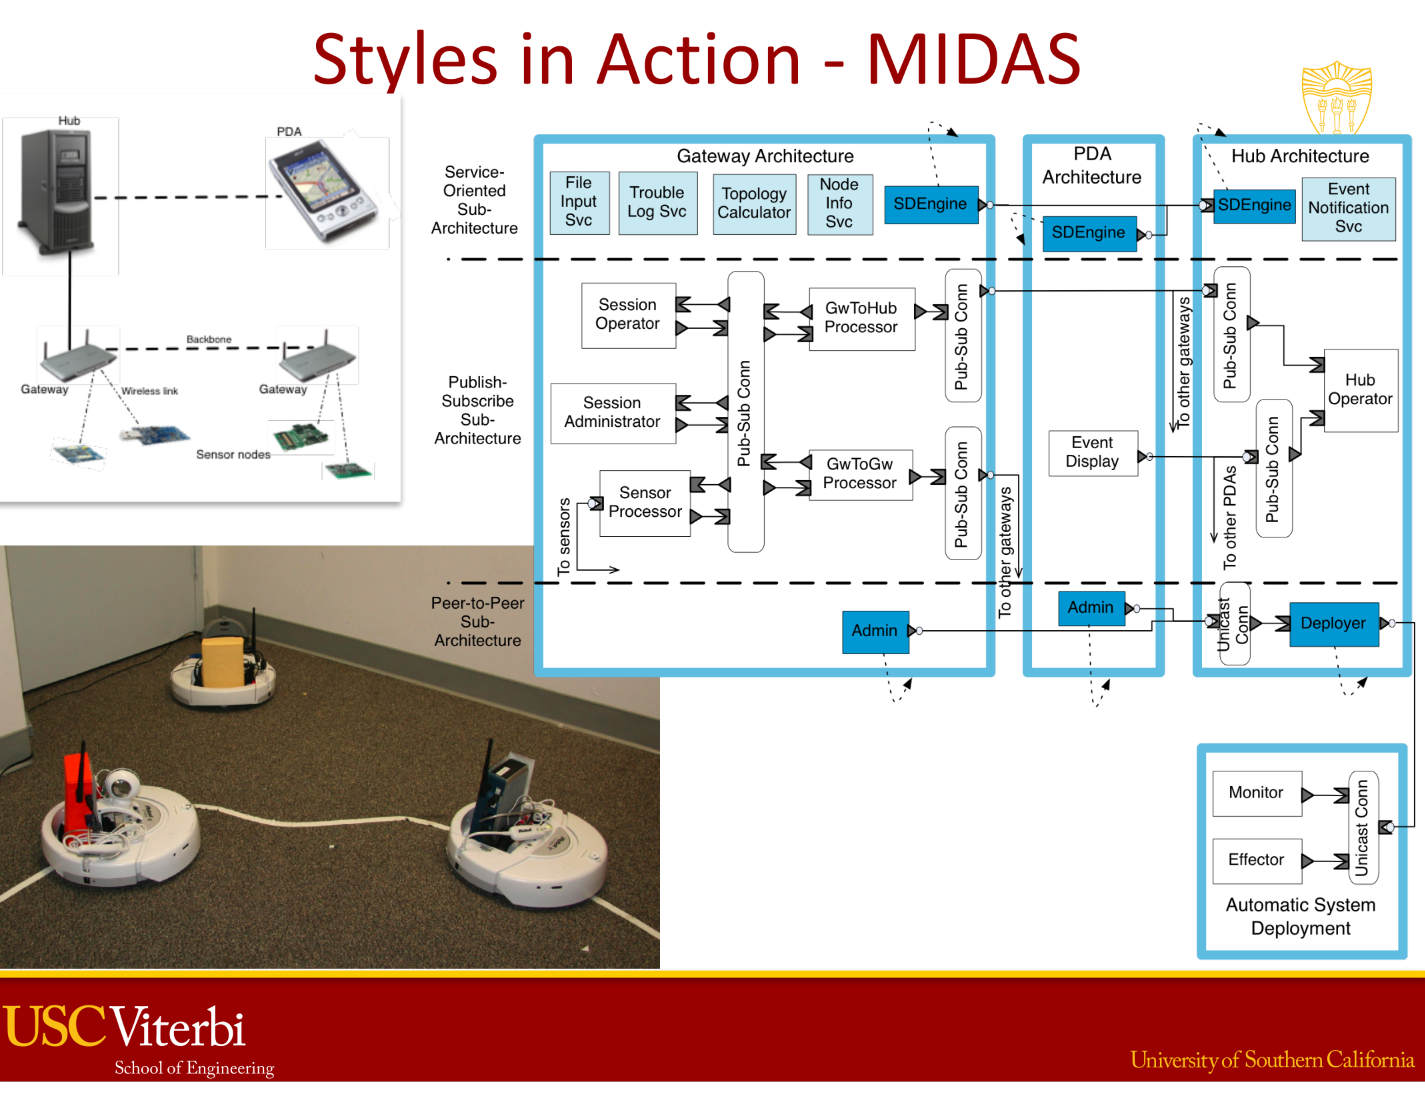 Styles in Action - MIDAS
Hub
PDA
Backbone
Gateway
Wireless link
Gateway
Sensor nodes
Service-
Oriented
Sub-
Architecture
Publish-
Subscribe
Sub-
Architecture
Peer-to-Peer
Sub-
Architecture
Gateway Architecture
File
Input
Svc
Trouble
Log Svc
Topology
Calculator
Node
Info
Svc
SDEngine
Session
Operator
Session
Administrator
Sensor
Processor
To sensors
Pub-Sub Conn
GwToHub
Processor
GwToGw
Processor
Pub-Sub Conn
Pub-Sub Conn
To other gateways
Admin
PDA
Architecture
SDEngine
Event
Display
Admin
To other gateways
Hub Architecture
SDEngine
Event
Notification
Svc
Pub-Sub Conn
Hub
Operator
Pub-Sub Conn
To other PDAs
Unicast
Conn
Deployer
Monitor
Effector
Unicast Conn
Automatic System
Deployment
USC Viterbi
School of Engineering
University of Southern California